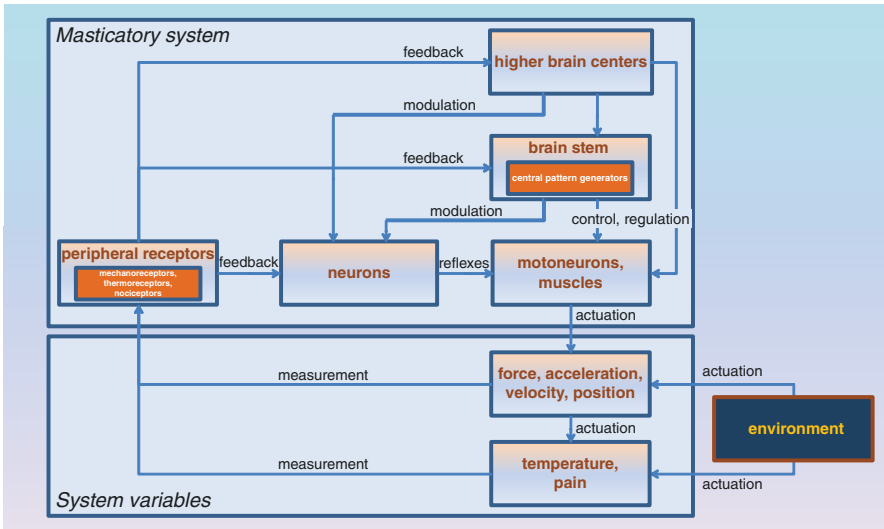 Masticatory system
feedback
higher brain centers
modulation
brain stem
feedback
central pattern generators
modulation
control, regulation
peripheral receptors
mechanoreceptors,
thermoreceptors,
nociceptors
feedback
neurons
reflexes
motoneurons,
muscles
actuation
measurement
force, acceleration,
velocity, position
actuation
environment
actuation
measurement
temperature,
pain
actuation
System variables